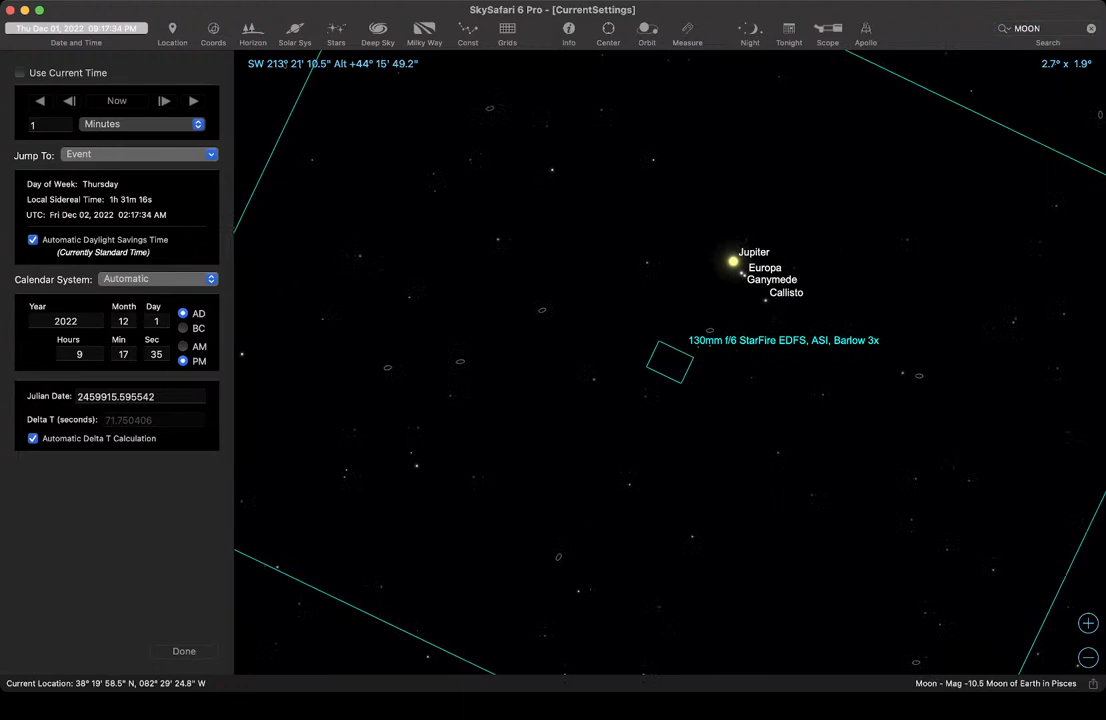 SkySafari 6 Pro - [CurrentSettings]
Thu Dec 01, 2022 09:17:34 PM
MOON
Date and Time Location Coords Horizon Solar Sys Stars Deep Sky Milky Way Const Grids Info Center Orbit Measure Night Tonight Scope Apollo Search
SW 213° 21' 10.5" Alt +44° 15' 49.2"
2.7° x 1.9°
Use Current Time
Now
1 Minutes
Jump To: Event
Day of Week: Thursday
Local Sidereal Time: 1h 31m 16s
UTC: Fri Dec 02, 2022 02:17:34 AM
Automatic Daylight Savings Time
(Currently Standard Time)
Calendar System: Automatic
Year Month Day
2022 12 1
AD
BC
Hours Min Sec
9 17 35
AM
PM
Julian Date: 2459915.595542
Delta T (seconds): 71.750406
Automatic Delta T Calculation
Done
Jupiter
Europa
Ganymede
Callisto
130mm f/6 StarFire EDFS, ASI, Barlow 3x
Current Location: 38° 19' 58.5" N, 082° 29' 24.8" W
Moon - Mag -10.5 Moon of Earth in Pisces